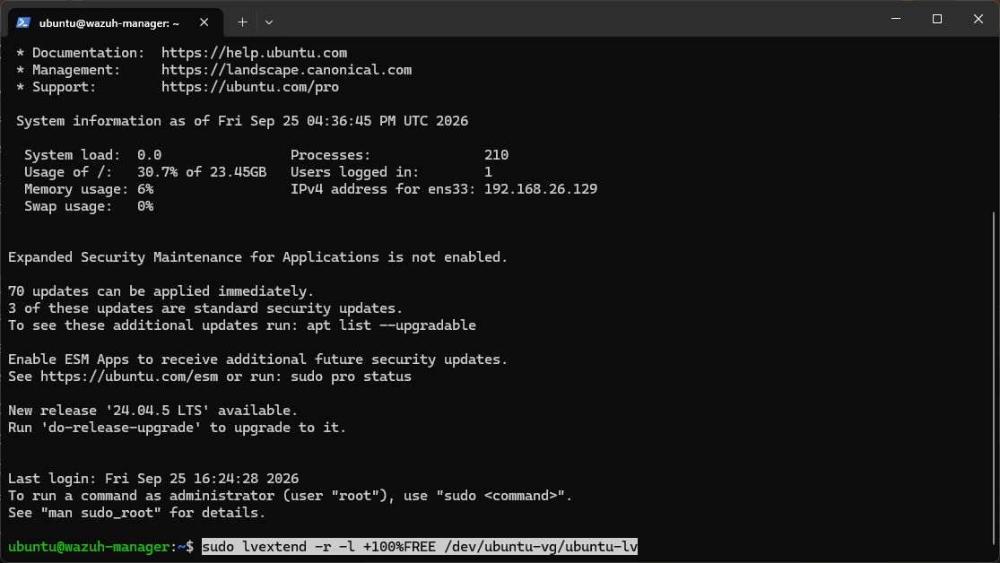 ubuntu@wazuh-manager: ~
* Documentation:  https://help.ubuntu.com
* Management:     https://landscape.canonical.com
* Support:        https://ubuntu.com/pro
System information as of Fri Sep 25 04:36:45 PM UTC 2026
System load:  0.0                Processes:              210
Usage of /:   30.7% of 23.45GB   Users logged in:        1
Memory usage: 6%                 IPv4 address for ens33: 192.168.26.129
Swap usage:   0%
Expanded Security Maintenance for Applications is not enabled.
70 updates can be applied immediately.
3 of these updates are standard security updates.
To see these additional updates run: apt list --upgradable
Enable ESM Apps to receive additional future security updates.
See https://ubuntu.com/esm or run: sudo pro status
New release '24.04.5 LTS' available.
Run 'do-release-upgrade' to upgrade to it.
Last login: Fri Sep 25 16:24:28 2026
To run a command as administrator (user "root"), use "sudo <command>".
See "man sudo_root" for details.
ubuntu@wazuh-manager:~$ sudo lvextend -r -l +100%FREE /dev/ubuntu-vg/ubuntu-lv